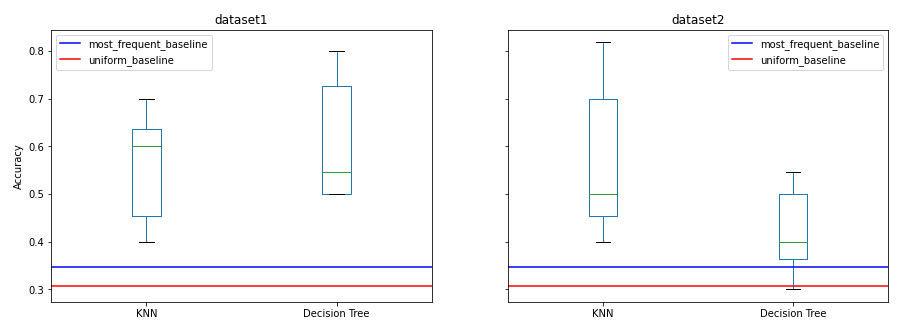 dataset1
most_frequent_baseline
uniform_baseline
Accuracy
0.8
0.7
0.6
0.5
0.4
0.3
KNN Decision Tree
dataset2
most_frequent_baseline
uniform_baseline
KNN Decision Tree